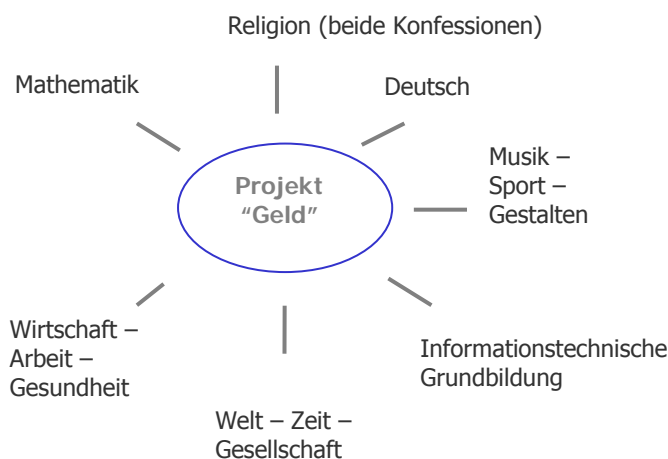 Religion (beide Konfessionen)
Mathematik
Deutsch
Projekt
“Geld”
Musik –
Sport –
Gestalten
Wirtschaft –
Arbeit –
Gesundheit
Informationstechnische
Grundbildung
Welt – Zeit –
Gesellschaft